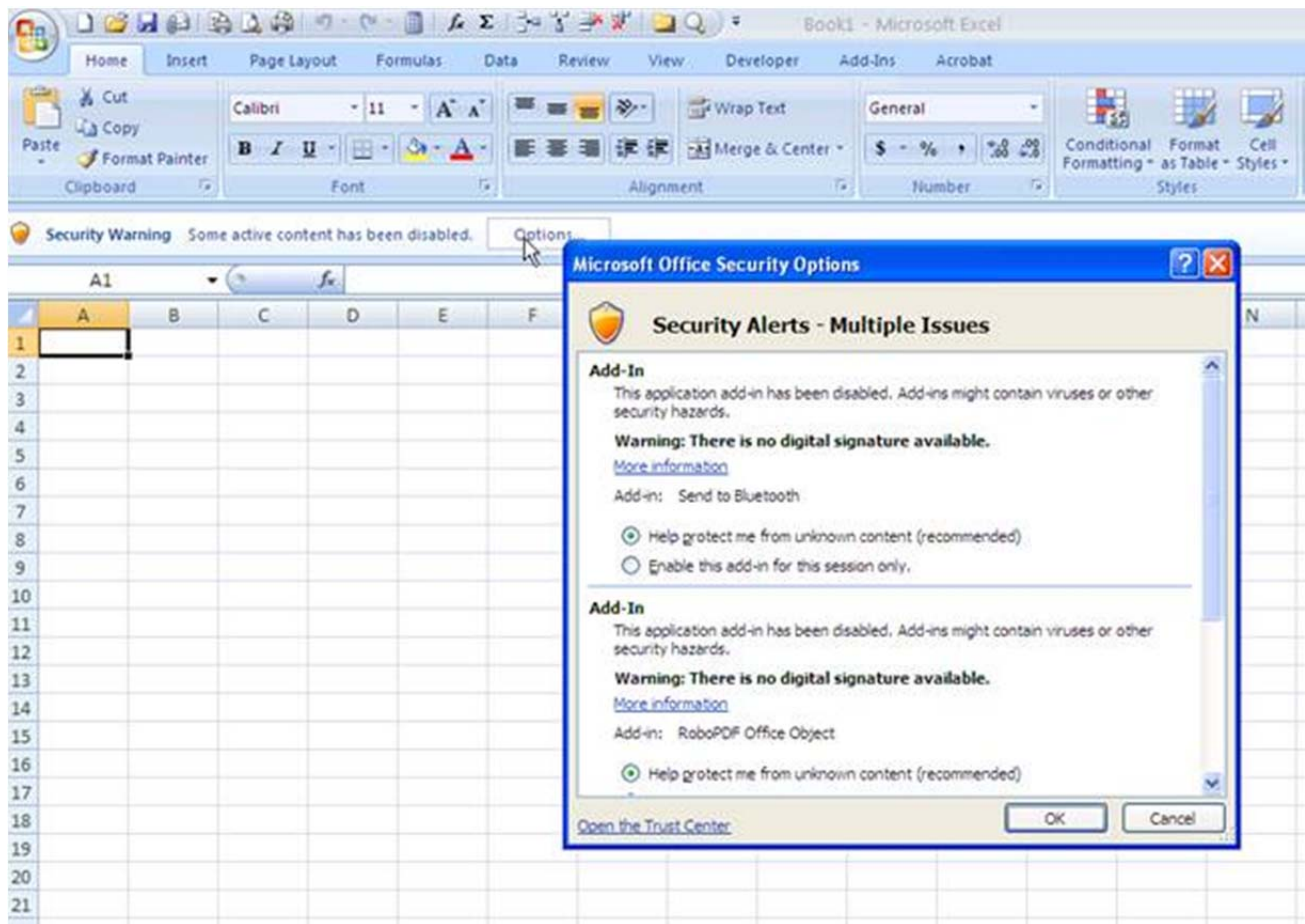 Book1 - Microsoft Excel
Home Insert Page Layout Formulas Data Review View Developer Add-Ins Acrobat
Paste
Cut
Copy
Format Painter
Clipboard
Calibri 11
B I U
Font
Wrap Text
Merge & Center
Alignment
General
$ % ,
Number
Conditional Formatting
Format as Table
Cell Styles
Styles
Security Warning Some active content has been disabled. Options...
A1 fx
A B C D E F N
1
2
3
4
5
6
7
8
9
10
11
12
13
14
15
16
17
18
19
20
21
Microsoft Office Security Options
Security Alerts - Multiple Issues
Add-In
This application add-in has been disabled. Add-ins might contain viruses or other
security hazards.
Warning: There is no digital signature available.
More information
Add-in: Send to Bluetooth
Help protect me from unknown content (recommended)
Enable this add-in for this session only.
Add-In
This application add-in has been disabled. Add-ins might contain viruses or other
security hazards.
Warning: There is no digital signature available.
More information
Add-in: RoboPDF Office Object
Help protect me from unknown content (recommended)
Open the Trust Center
OK Cancel